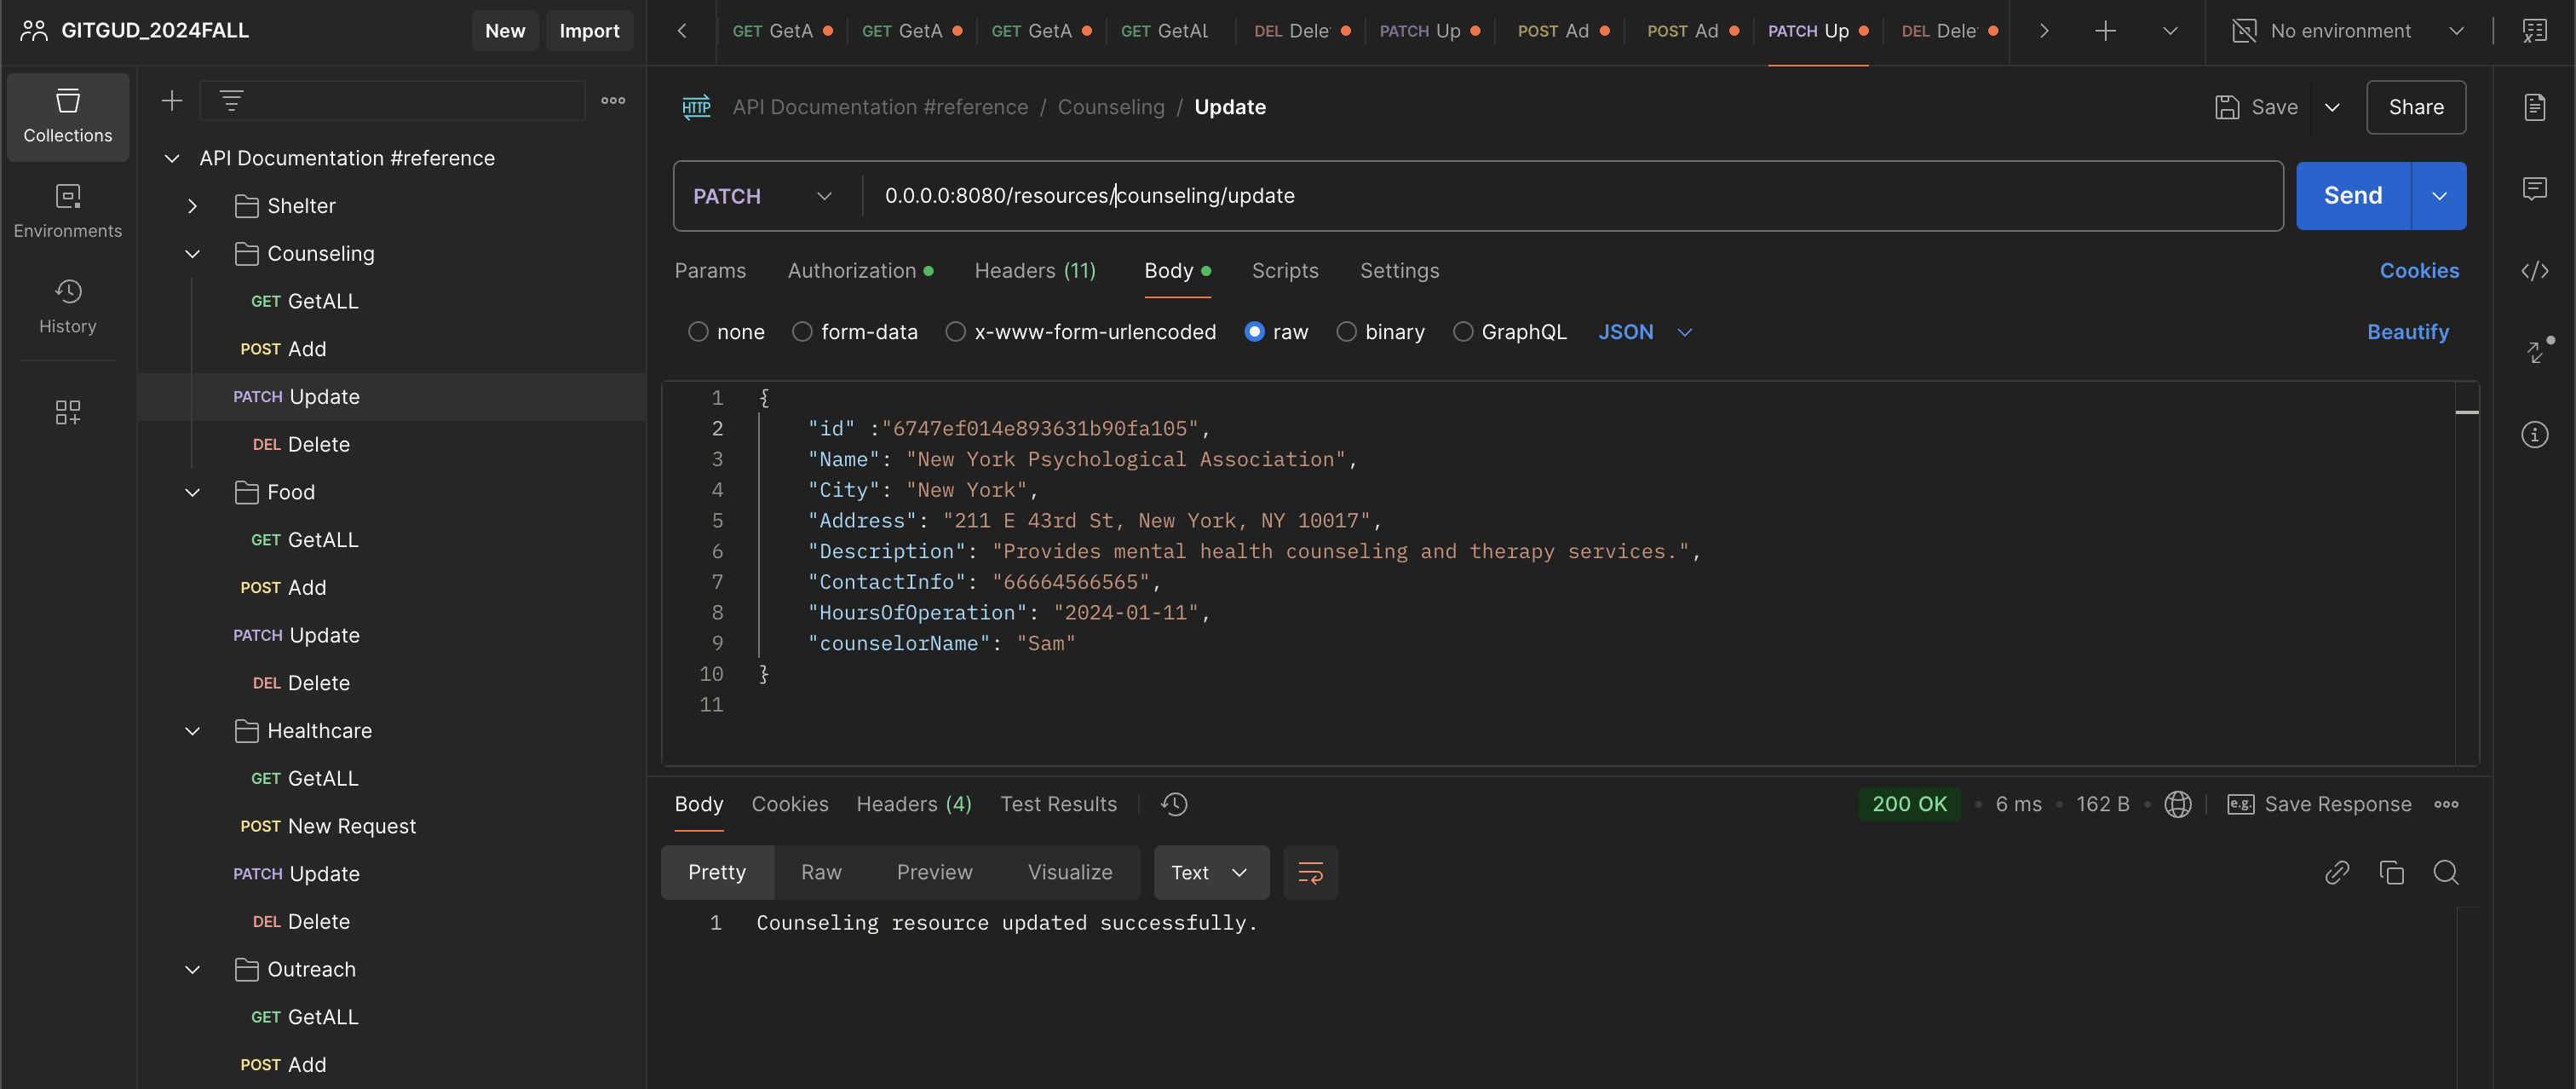 GITGUD_2024FALL
New
Import
GET GetA
GET GetA
GET GetA
GET GetAL
DEL Dele
PATCH Up
POST Ad
POST Ad
PATCH Up
DEL Dele
No environment
Collections
Environments
History
API Documentation #reference
Shelter
Counseling
GET GetALL
POST Add
PATCH Update
DEL Delete
Food
GET GetALL
POST Add
PATCH Update
DEL Delete
Healthcare
GET GetALL
POST New Request
PATCH Update
DEL Delete
Outreach
GET GetALL
POST Add
HTTP API Documentation #reference / Counseling / Update
Save
Share
PATCH
0.0.0.0:8080/resources/counseling/update
Send
Params Authorization Headers (11) Body Scripts Settings
Cookies
none form-data x-www-form-urlencoded raw binary GraphQL JSON
Beautify
1 {
2 "id" :"6747ef014e893631b90fa105",
3 "Name": "New York Psychological Association",
4 "City": "New York",
5 "Address": "211 E 43rd St, New York, NY 10017",
6 "Description": "Provides mental health counseling and therapy services.",
7 "ContactInfo": "66664566565",
8 "HoursOfOperation": "2024-01-11",
9 "counselorName": "Sam"
10 }
11
Body Cookies Headers (4) Test Results
200 OK • 6 ms • 162 B •
e.g. Save Response
Pretty Raw Preview Visualize Text
1 Counseling resource updated successfully.